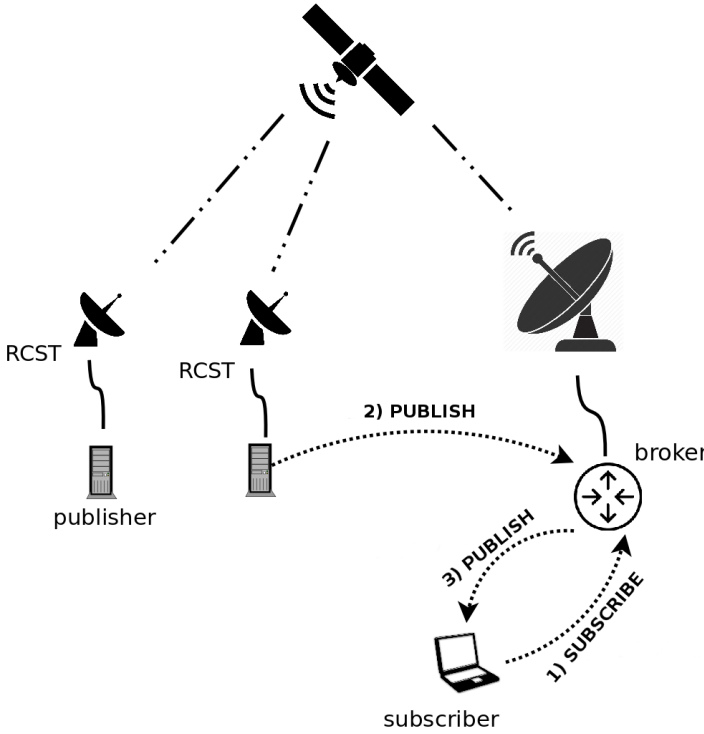 RCST
RCST
2) PUBLISH
broker
publisher
3) PUBLISH
1) SUBSCRIBE
subscriber